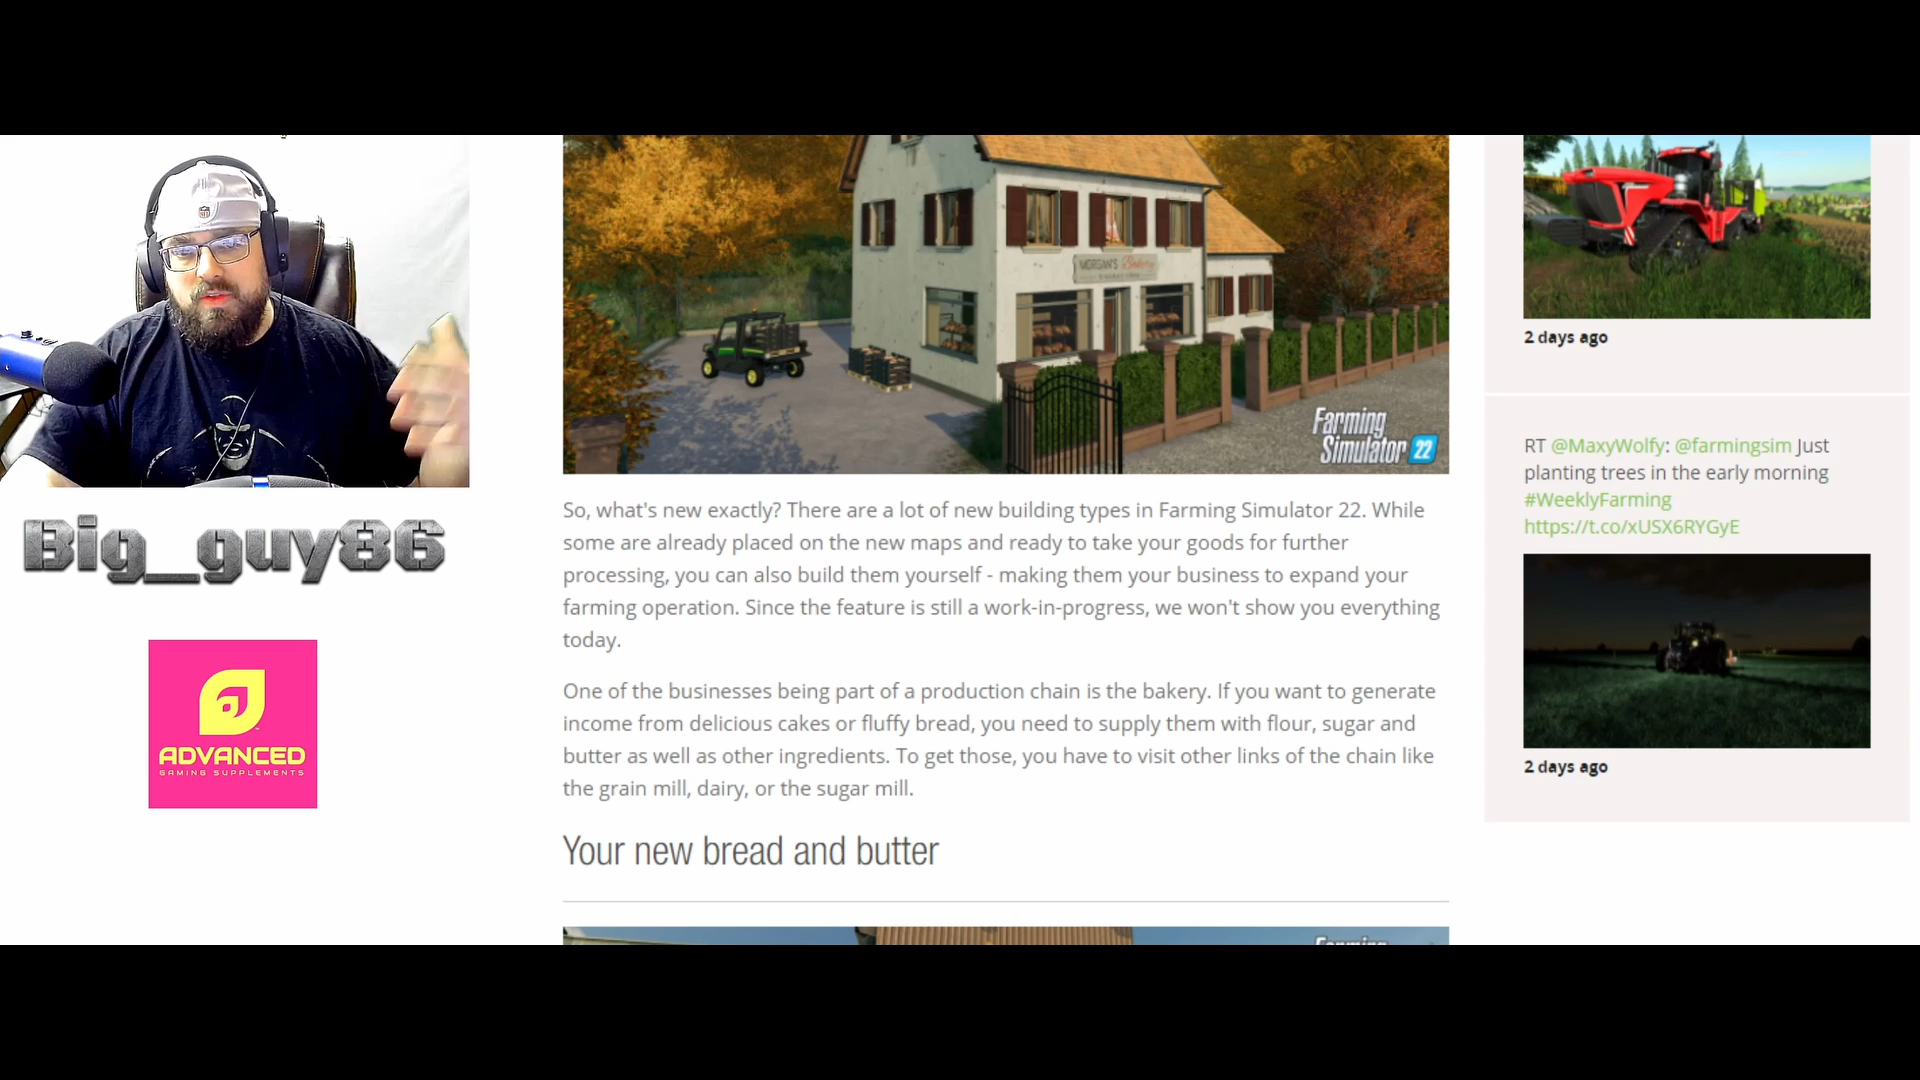 Big_guy86
ADVANCED
GAMING SUPPLEMENTS
MORGAN'S Bakery
Farming
Simulator 22
So, what's new exactly? There are a lot of new building types in Farming Simulator 22. While
some are already placed on the new maps and ready to take your goods for further
processing, you can also build them yourself - making them your business to expand your
farming operation. Since the feature is still a work-in-progress, we won't show you everything
today.
One of the businesses being part of a production chain is the bakery. If you want to generate
income from delicious cakes or fluffy bread, you need to supply them with flour, sugar and
butter as well as other ingredients. To get those, you have to visit other links of the chain like
the grain mill, dairy, or the sugar mill.
Your new bread and butter
Farming
2 days ago
RT @MaxyWolfy: @farmingsim Just
planting trees in the early morning
#WeeklyFarming
https://t.co/xUSX6RYGyE
2 days ago